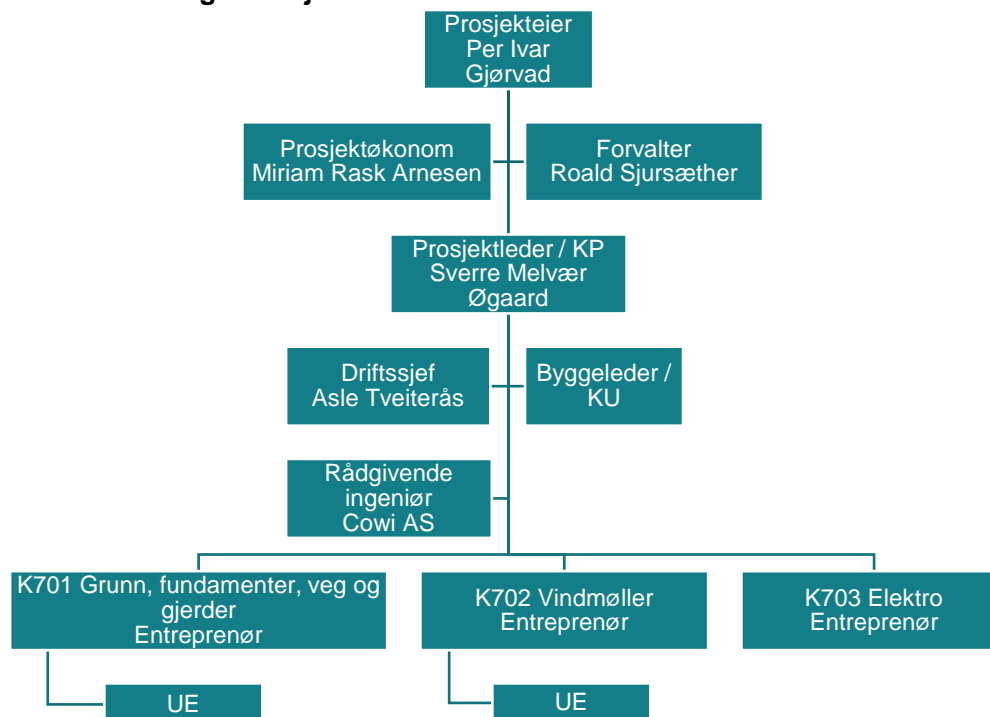 Prosjekteier
Per Ivar
Gjørvad
Prosjektøkonom
Miriam Rask Arnesen
Forvalter
Roald Sjursæther
Prosjektleder / KP
Sverre Melvær
Øgaard
Driftssjef
Asle Tveiterås
Byggeleder /
KU
Rådgivende
ingeniør
Cowi AS
K701 Grunn, fundamenter, veg og
gjerder
Entreprenør
K702 Vindmøller
Entreprenør
K703 Elektro
Entreprenør
UE
UE